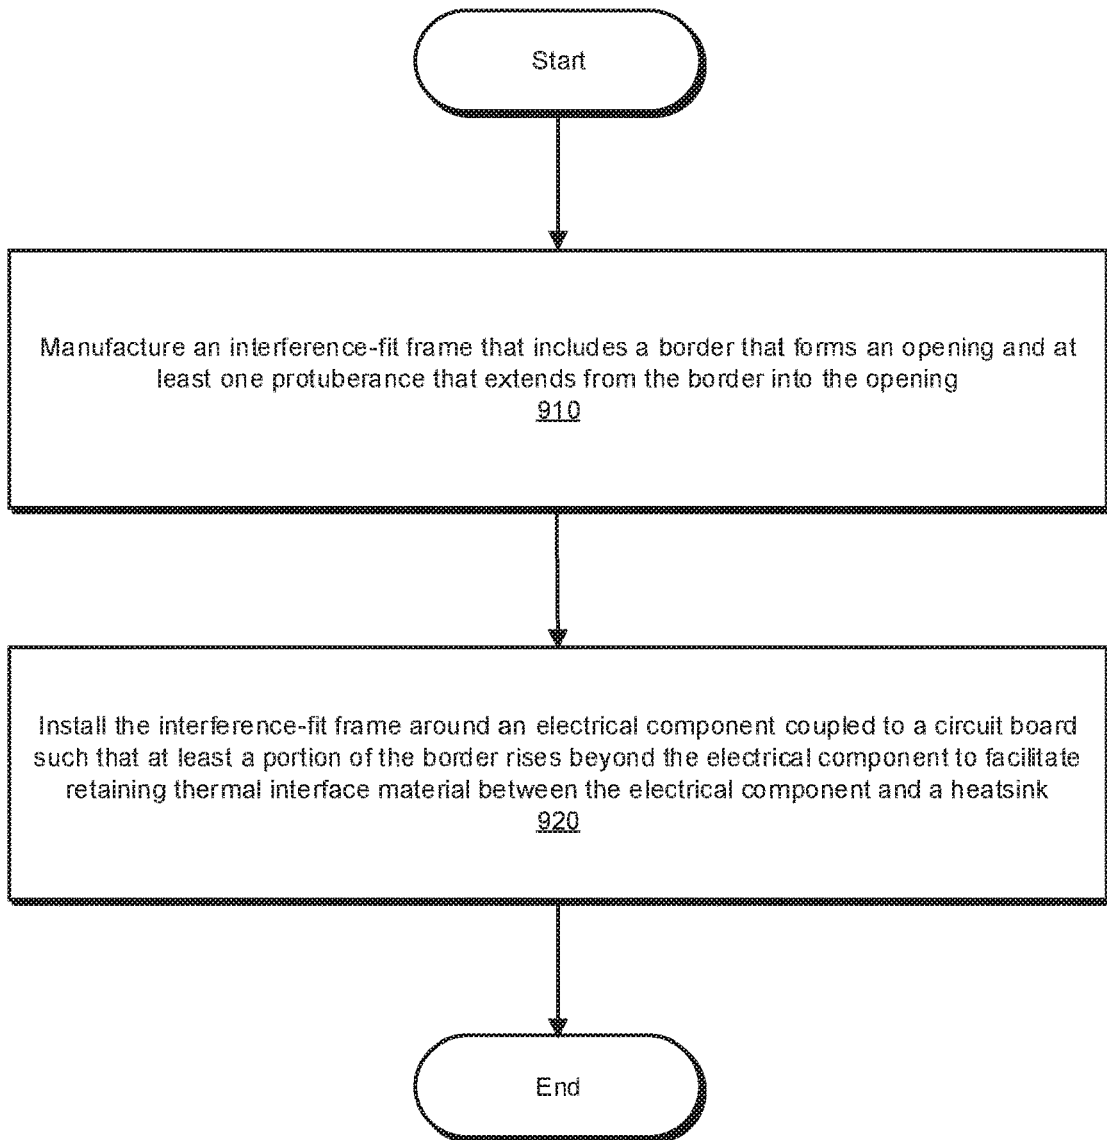 Start
Manufacture an interference-fit frame that includes a border that forms an opening and at
least one protuberance that extends from the border into the opening
910
Install the interference-fit frame around an electrical component coupled to a circuit board
such that at least a portion of the border rises beyond the electrical component to facilitate
retaining thermal interface material between the electrical component and a heatsink
920
End